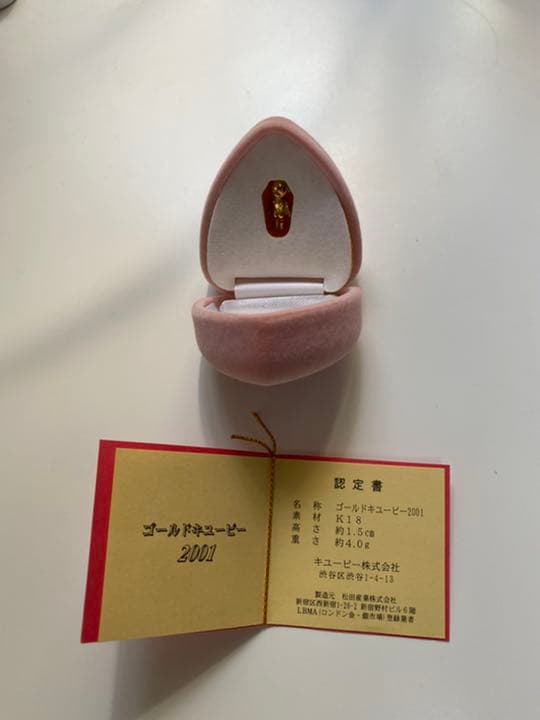 ゴールドキユーピー
2001
認定書
名称 ゴールドキユーピー2001
素材 K18
高さ 約1.5cm
重さ 約4.0g
キユーピー株式会社
渋谷区渋谷1-4-13
製造元 松田産業株式会社
新宿区西新宿1-26-2 新宿野村ビル6階
LBMA(ロンドン金・銀市場)登録業者